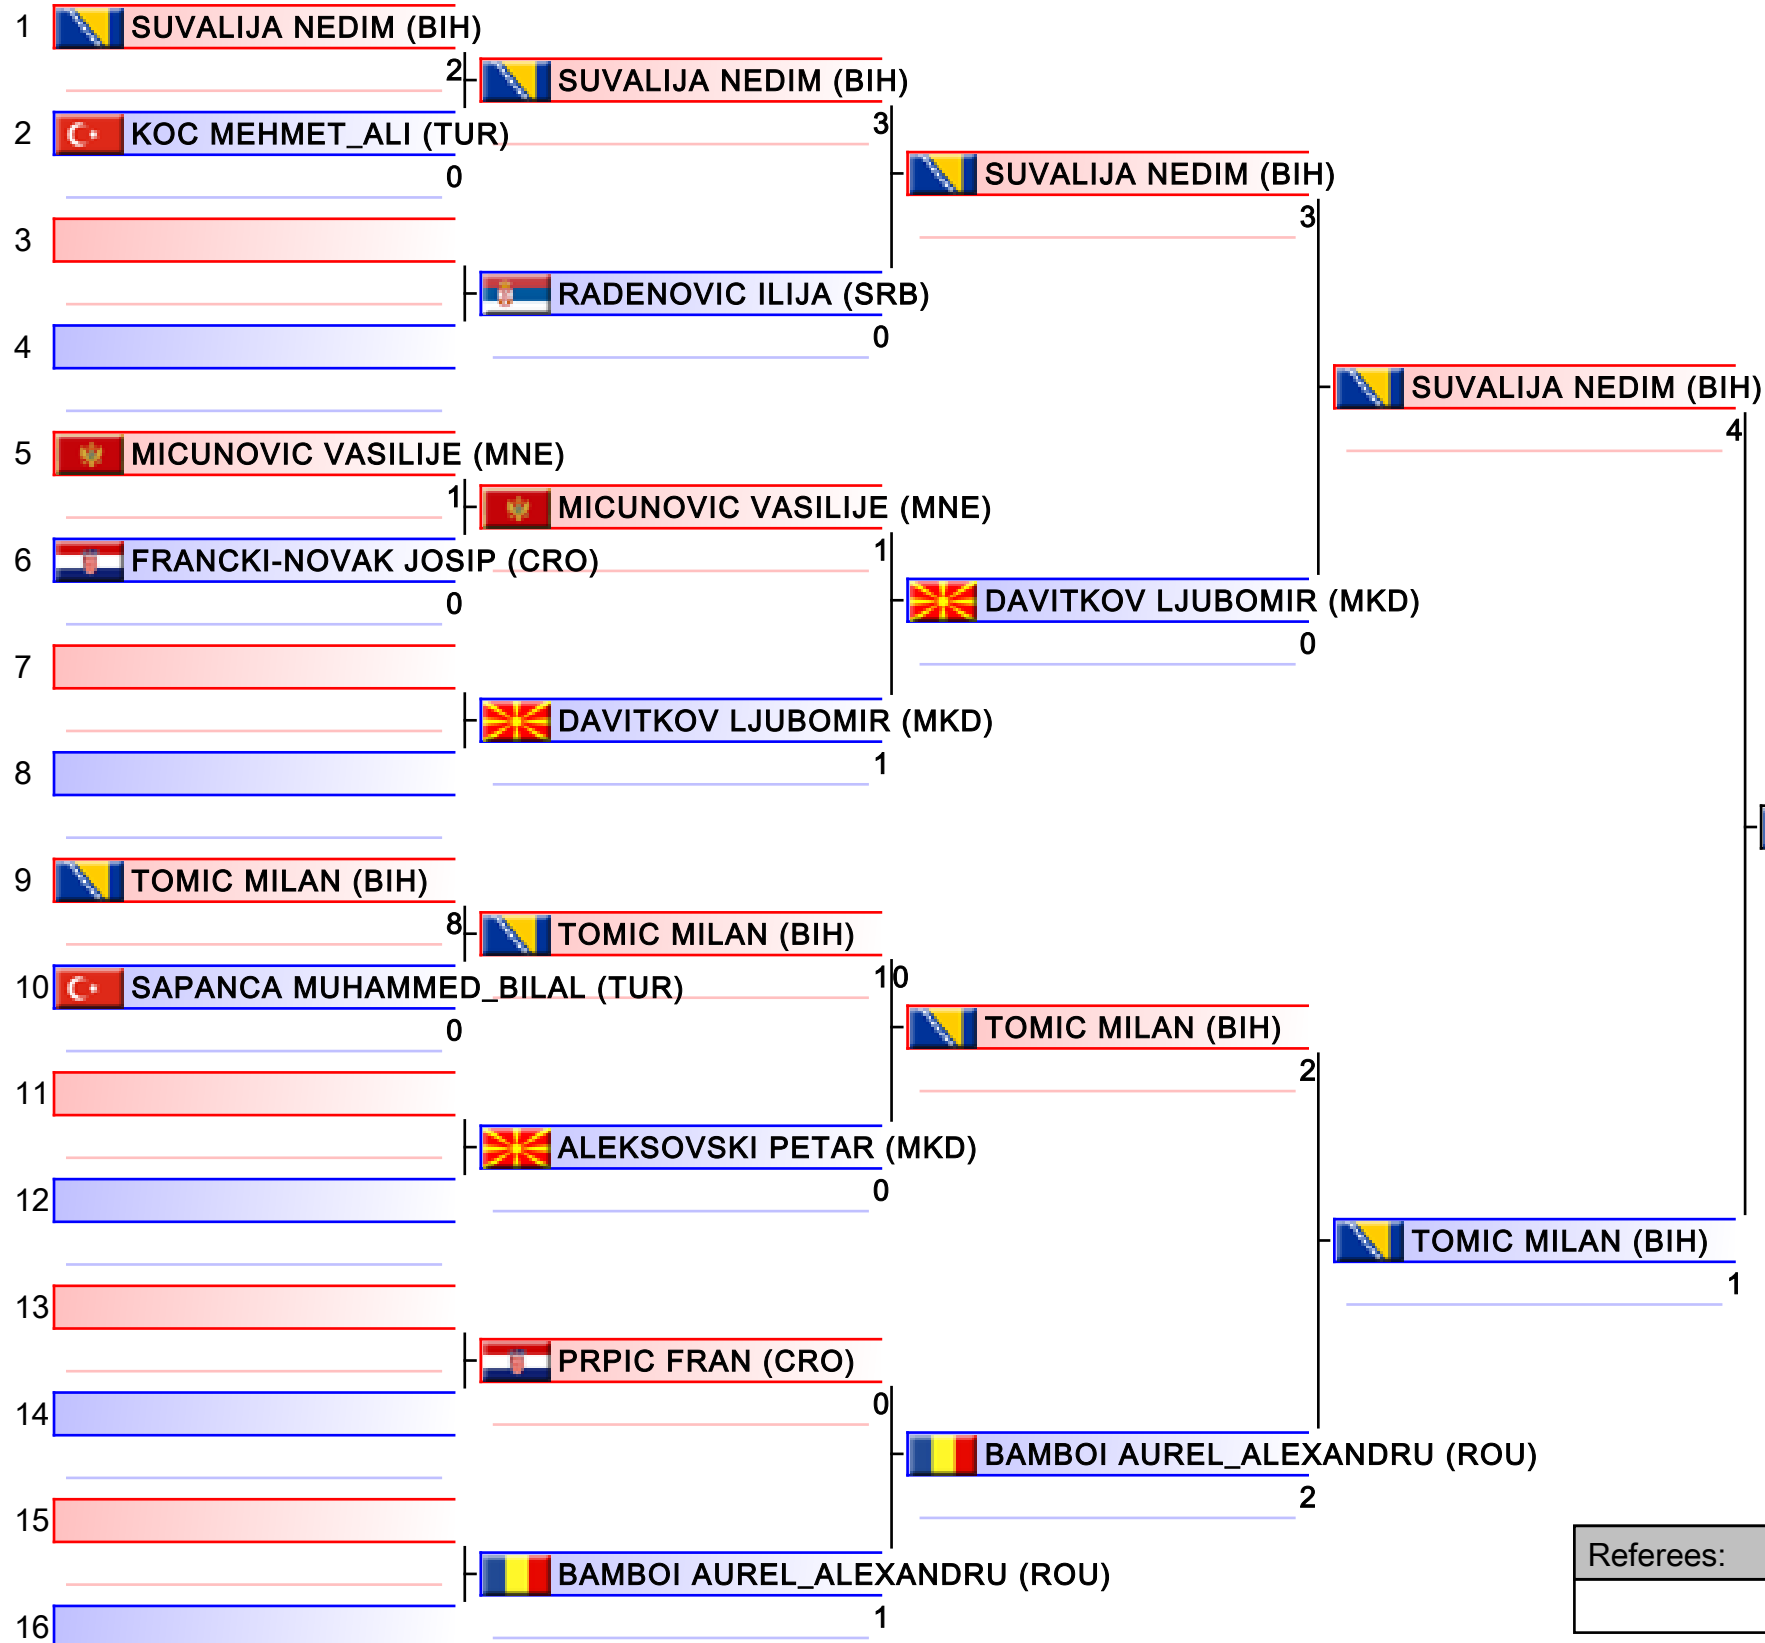 1 SUVALIJA NEDIM (BIH)
2
SUVALIJA NEDIM (BIH)
3
2 KOC MEHMET_ALI (TUR)
0
SUVALIJA NEDIM (BIH)
3
3
RADENOVIC ILIJA (SRB)
0
4
SUVALIJA NEDIM (BIH)
4
5 MICUNOVIC VASILIJE (MNE)
1
MICUNOVIC VASILIJE (MNE)
1
6 FRANCKI-NOVAK JOSIP (CRO)
0
DAVITKOV LJUBOMIR (MKD)
0
7
DAVITKOV LJUBOMIR (MKD)
1
8
9 TOMIC MILAN (BIH)
8
TOMIC MILAN (BIH)
10
10 SAPANCA MUHAMMED_BILAL (TUR)
0
TOMIC MILAN (BIH)
2
11
ALEKSOVSKI PETAR (MKD)
0
12
TOMIC MILAN (BIH)
1
13
PRPIC FRAN (CRO)
0
14
BAMBOI AUREL_ALEXANDRU (ROU)
2
15
BAMBOI AUREL_ALEXANDRU (ROU)
1
16
Referees: